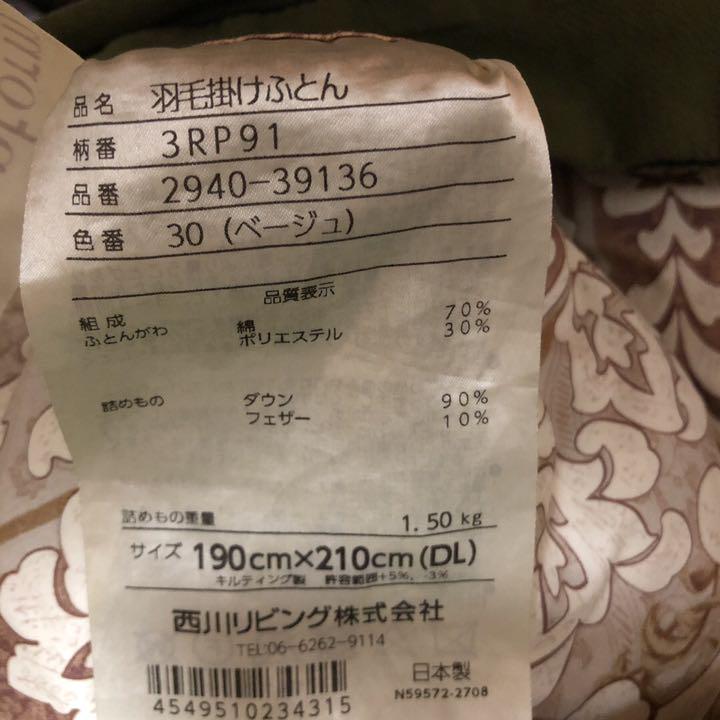 品名 羽毛掛けふとん
柄番 3RP91
品番 2940-39136
色番 30 (ベージュ)
品質表示
組成
ふとんがわ 綿 70%
ポリエステル 30%
詰めもの ダウン 90%
フェザー 10%
詰めもの重量 1.50 kg
サイズ 190cm×210cm(DL)
キルティング製 許容範囲+5%, -3%
西川リビング株式会社
TEL:06-6262-9114
日本製
N59572-2708
4549510234315